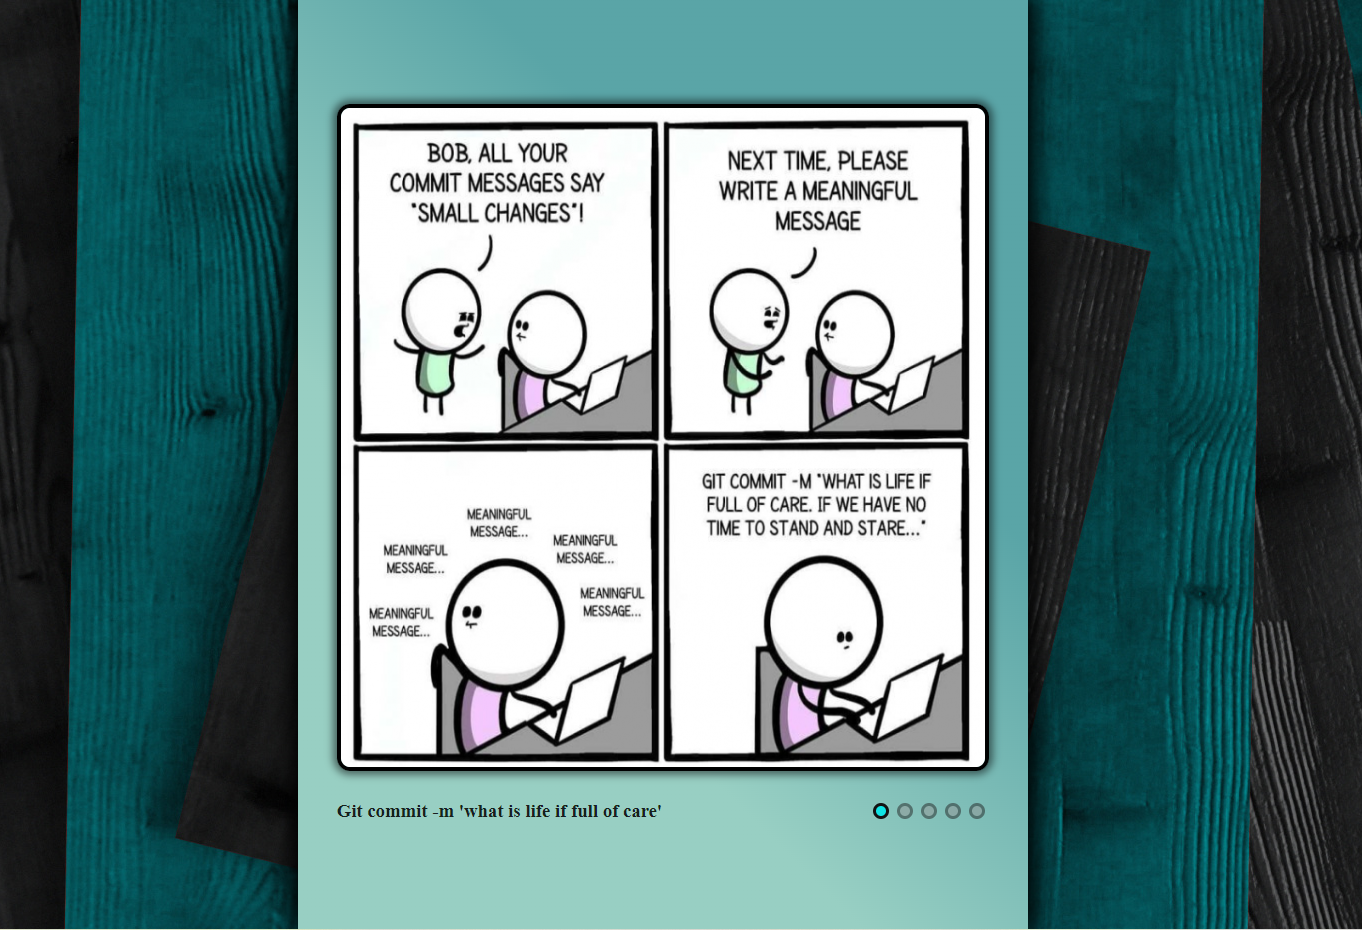 BOB, ALL YOUR
COMMIT MESSAGES SAY
"SMALL CHANGES"!
NEXT TIME, PLEASE
WRITE A MEANINGFUL
MESSAGE
MEANINGFUL
MESSAGE...
MEANINGFUL
MESSAGE...
MEANINGFUL
MESSAGE...
MEANINGFUL
MESSAGE...
MEANINGFUL
MESSAGE...
GIT COMMIT -M "WHAT IS LIFE IF
FULL OF CARE. IF WE HAVE NO
TIME TO STAND AND STARE..."
Git commit -m 'what is life if full of care'